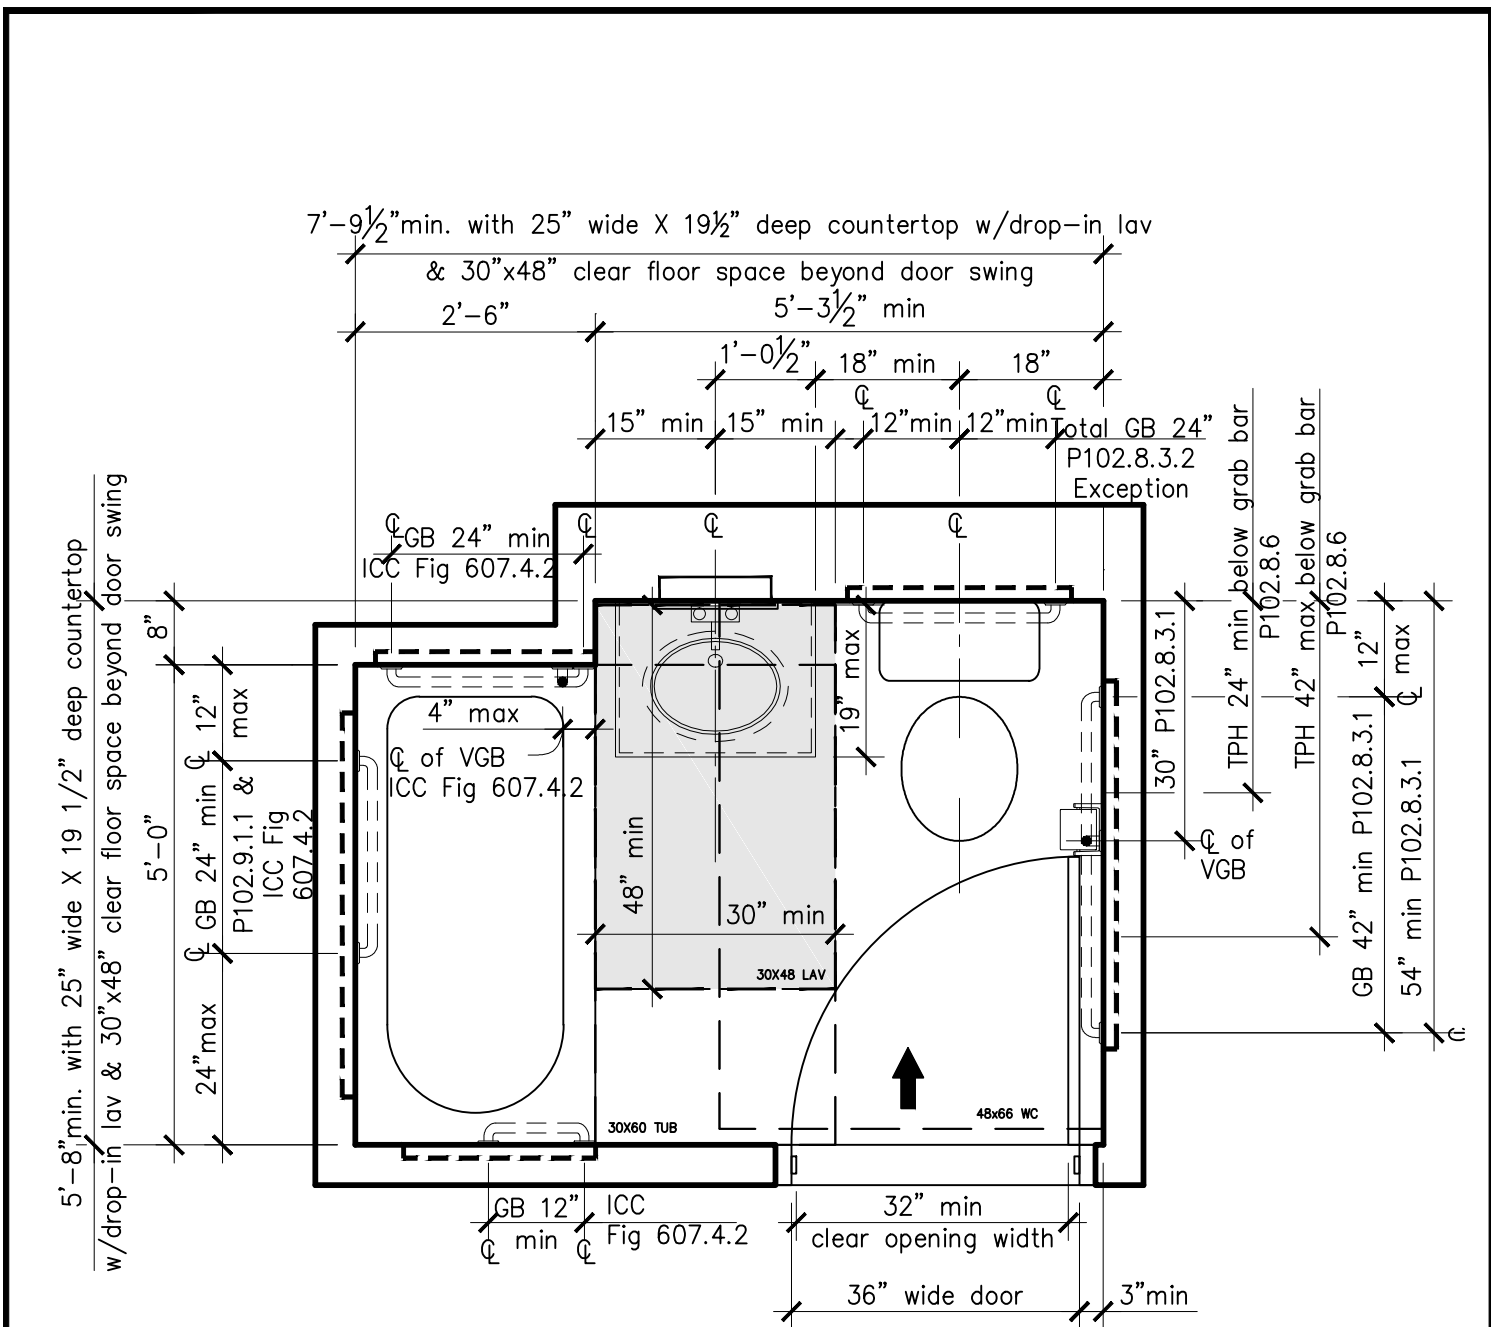 7'-9½"min. with 25" wide X 19½" deep countertop w/drop-in lav
& 30"x48" clear floor space beyond door swing
2'-6"
5'-3½" min
1'-0½"
18" min
18"
℄
℄
15" min
15" min
12"min
12"min
Total GB 24"
P102.8.3.2
Exception
℄
℄
℄
℄
GB 24" min
ICC Fig 607.4.2
5'-8"min. with 25" wide X 19 1/2" deep countertop
w/drop-in lav & 30"x48" clear floor space beyond door swing
8"
5'-0"
12" max
℄
GB 24" min
℄
24"max
P102.9.1.1 &
ICC Fig
607.4.2
4" max
℄ of VGB
ICC Fig 607.4.2
19" max
48" min
30" min
30X48 LAV
30X60 TUB
48x66 WC
30" P102.8.3.1
℄ of
VGB
TPH 24" min below grab bar
P102.8.6
TPH 42" max below grab bar
P102.8.6
12" max
℄
GB 42" min P102.8.3.1
54" min P102.8.3.1
℄
GB 12"
min
℄
℄
ICC
Fig 607.4.2
32" min
clear opening width
36" wide door
3"min